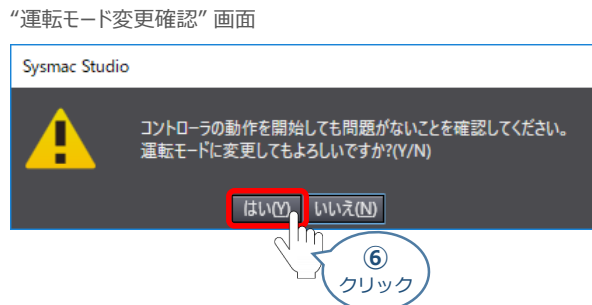 “運転モード変更確認” 画面
Sysmac Studio
コントローラの動作を開始しても問題がないことを確認してください。
運転モードに変更してもよろしいですか?(Y/N)
はい(Y) いいえ(N)
⑥
クリック